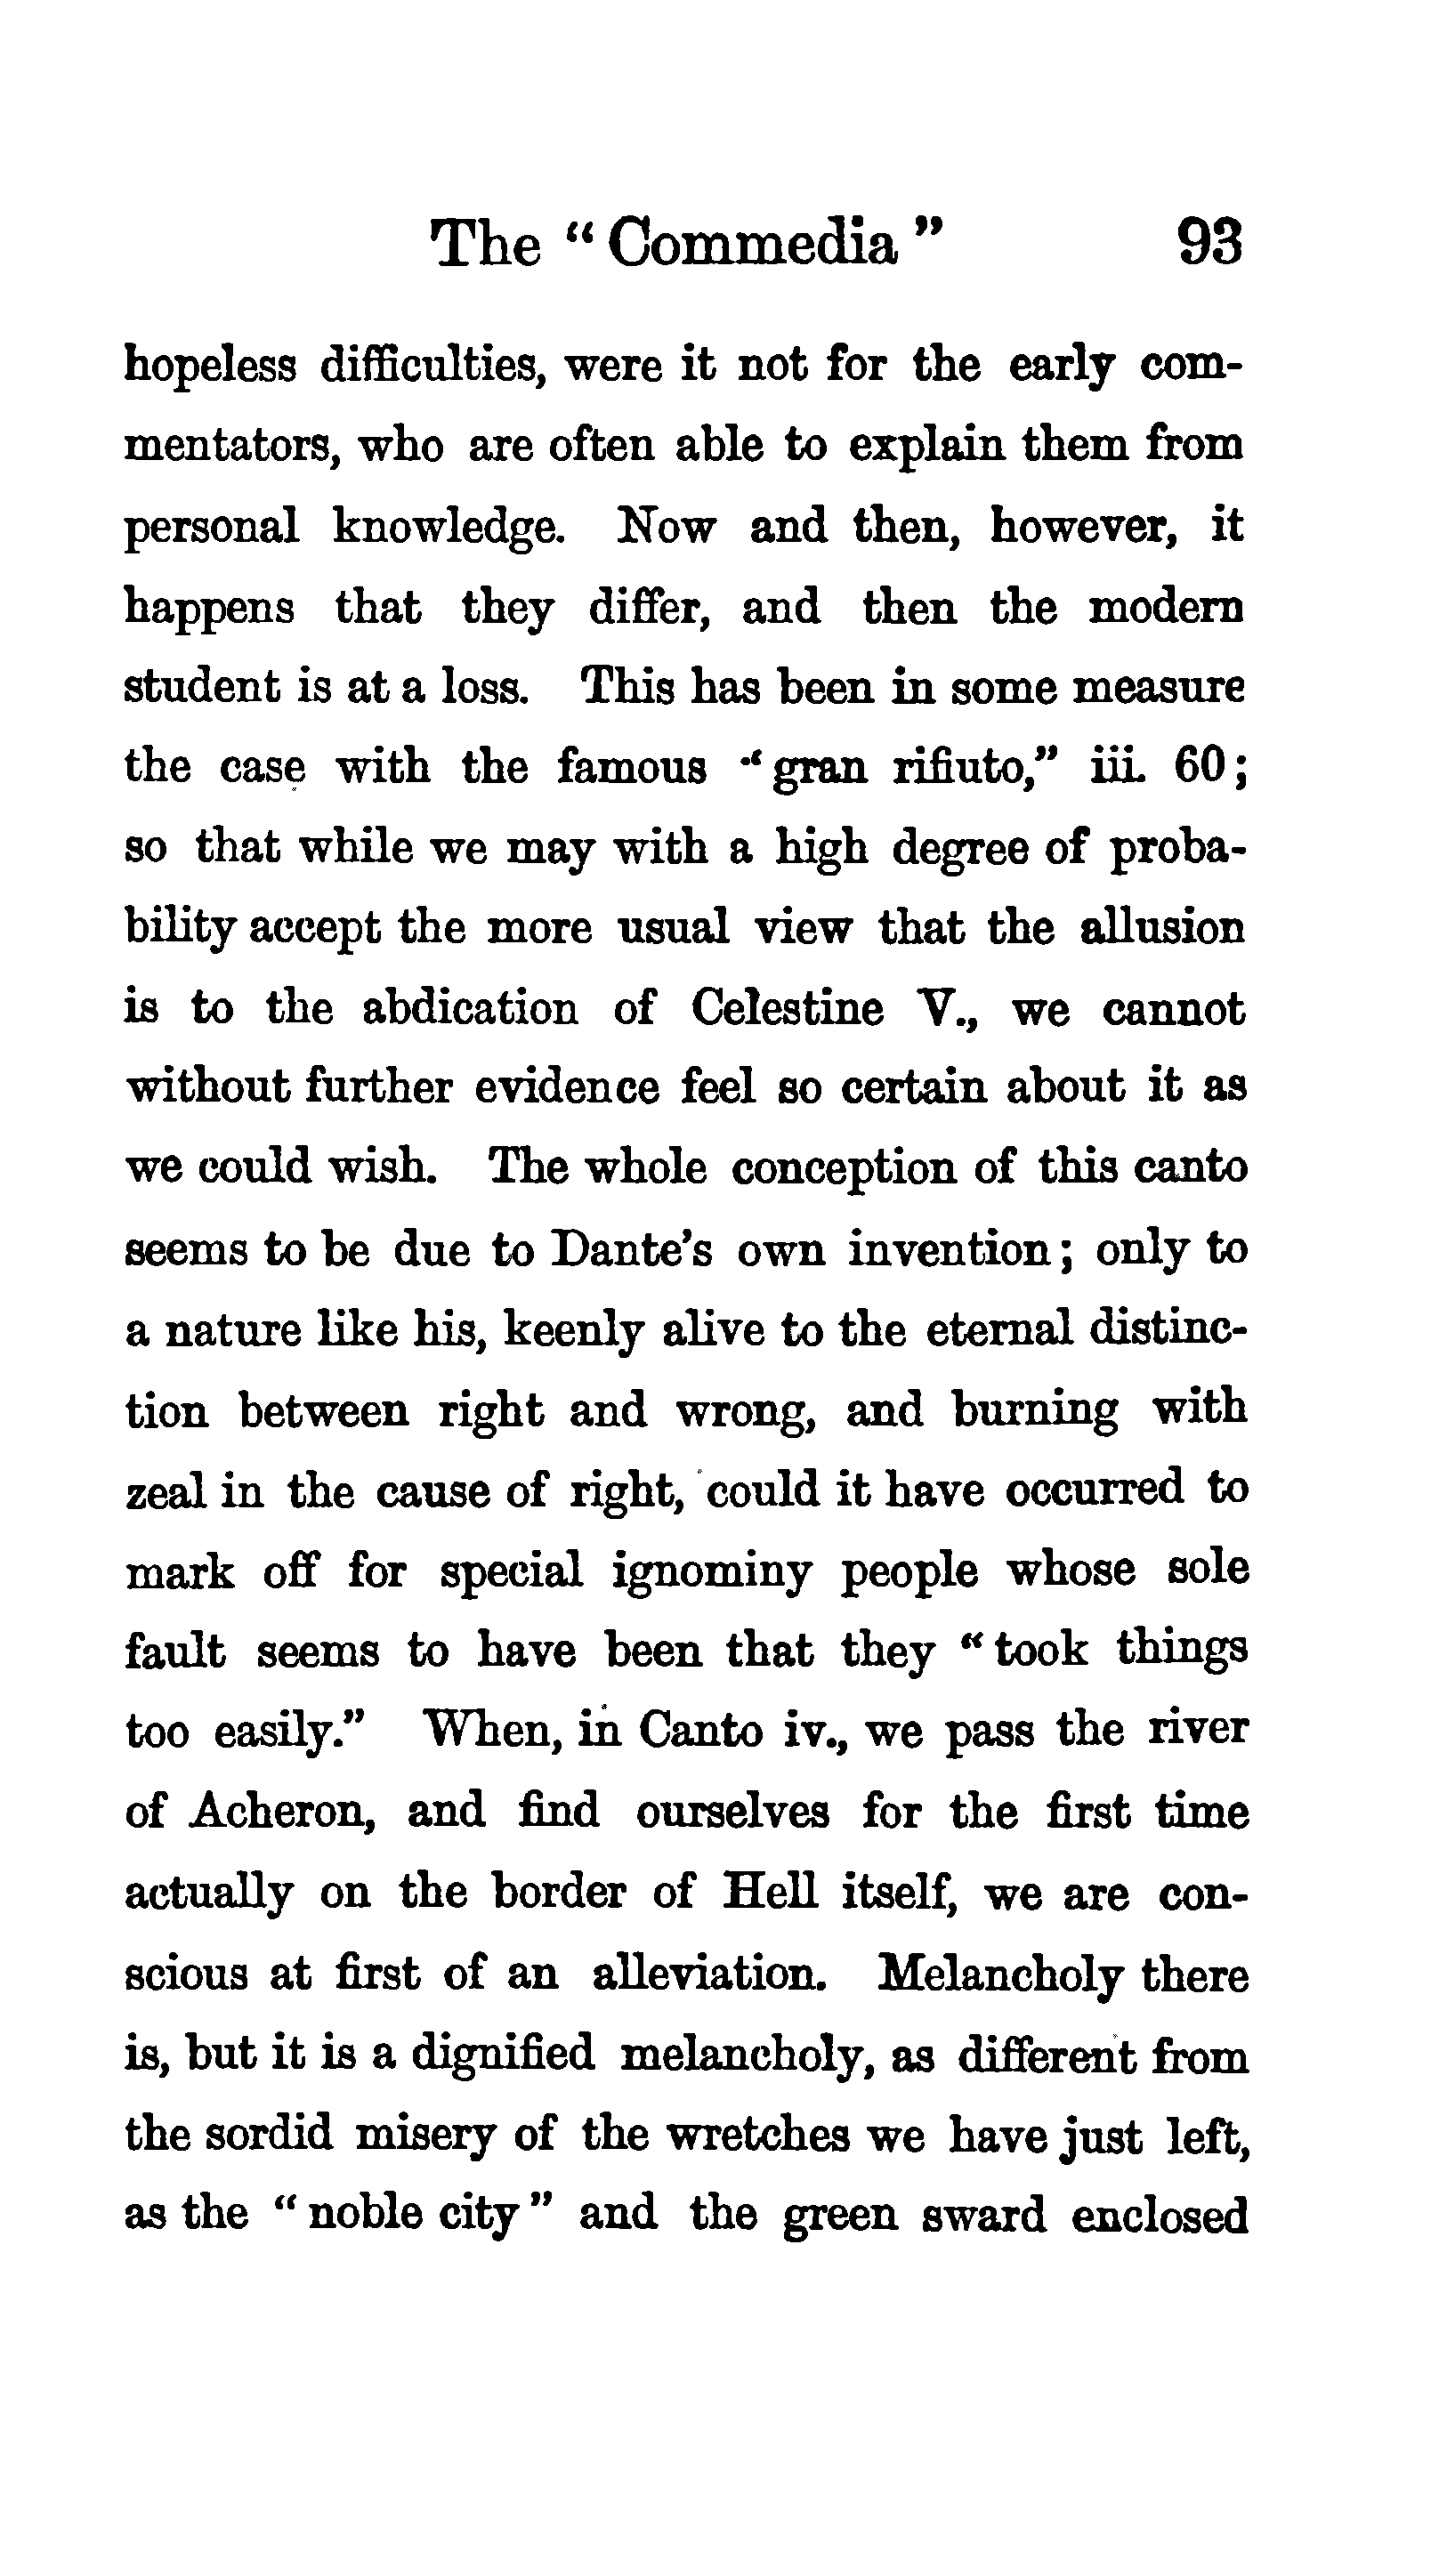 The “Commedia” 93
hopeless difficulties, were it not for the early com-
mentators, who are often able to explain them from
personal knowledge. Now and then, however, it
happens that they differ, and then the modern
student is at a loss. This has been in some measure
the case with the famous “gran rifiuto,” iii. 60;
so that while we may with a high degree of proba-
bility accept the more usual view that the allusion
is to the abdication of Celestine V., we cannot
without further evidence feel so certain about it as
we could wish. The whole conception of this canto
seems to be due to Dante’s own invention; only to
a nature like his, keenly alive to the eternal distinc-
tion between right and wrong, and burning with
zeal in the cause of right, could it have occurred to
mark off for special ignominy people whose sole
fault seems to have been that they “took things
too easily.” When, in Canto iv., we pass the river
of Acheron, and find ourselves for the first time
actually on the border of Hell itself, we are con-
scious at first of an alleviation. Melancholy there
is, but it is a dignified melancholy, as different from
the sordid misery of the wretches we have just left,
as the “noble city” and the green sward enclosed